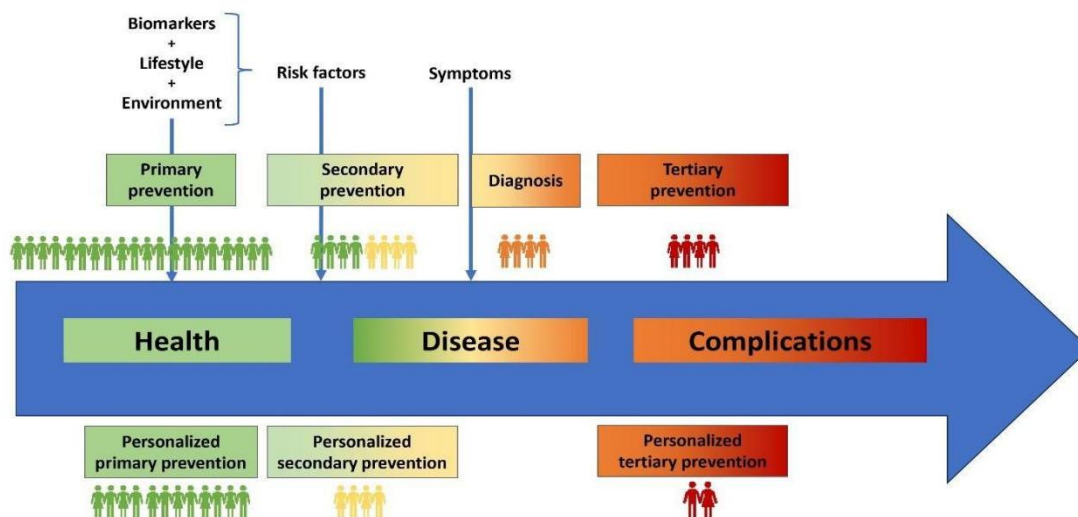 Biomarkers
+
Lifestyle
+
Environment
Risk factors
Symptoms
Primary
prevention
Secondary
prevention
Diagnosis
Tertiary
prevention
Health
Disease
Complications
Personalized
primary prevention
Personalized
secondary prevention
Personalized
tertiary prevention